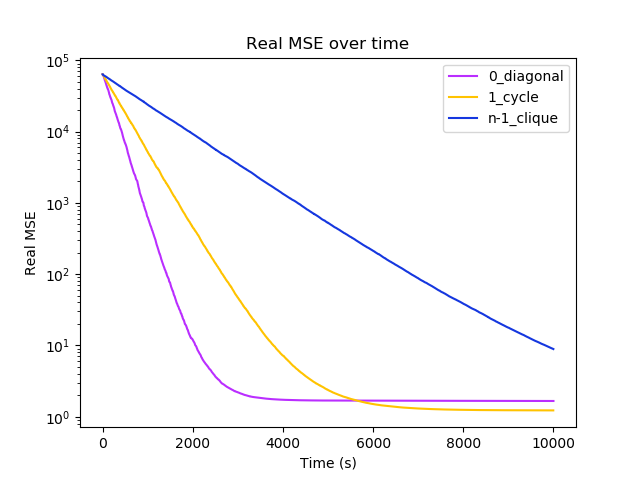 Real MSE over time
0_diagonal
1_cycle
n-1_clique
Real MSE
10^5
10^4
10^3
10^2
10^1
10^0
0 2000 4000 6000 8000 10000
Time (s)